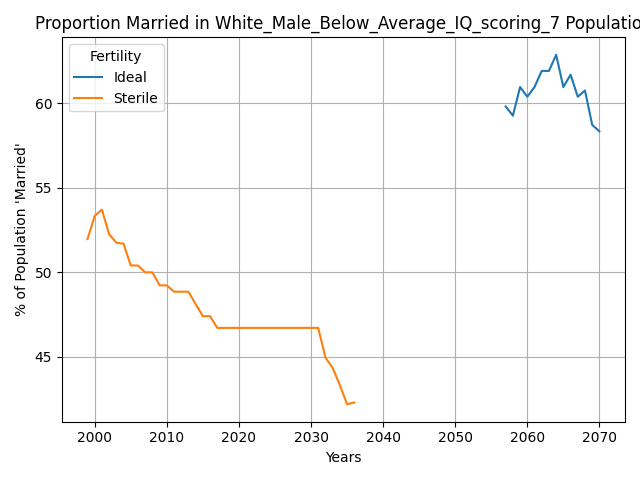 Proportion Married in White_Male_Below_Average_IQ_scoring_7 Populatio
Fertility
Ideal
Sterile
% of Population 'Married'
60
55
50
45
2000 2010 2020 2030 2040 2050 2060 2070
Years